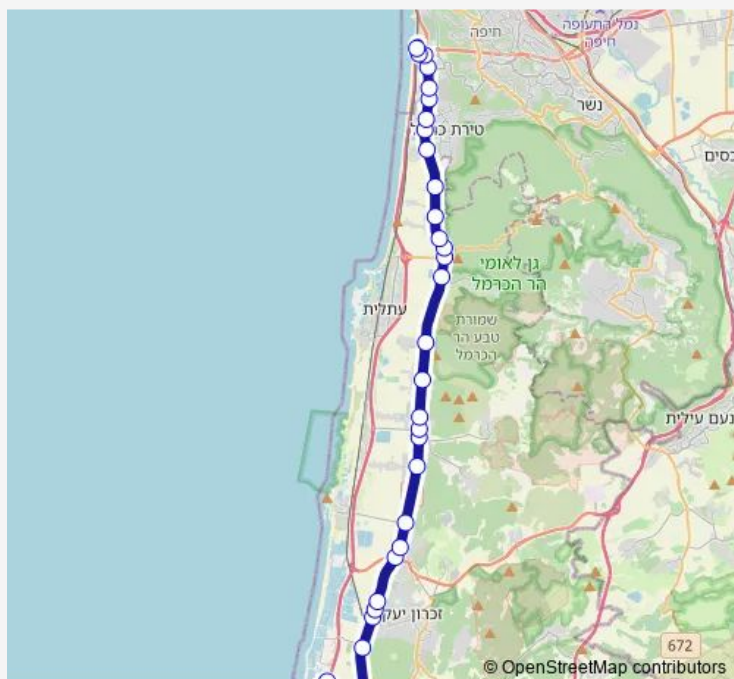 נמל התעופה
חיפה
חיפה
נשר
טירת כרמל
כסים
גן לאומי
הר הכרמל
עתלית
שמורת
טבע הר
הכרמל
נעם עילית
זכרון יעק
672
© OpenStreetMap contributors